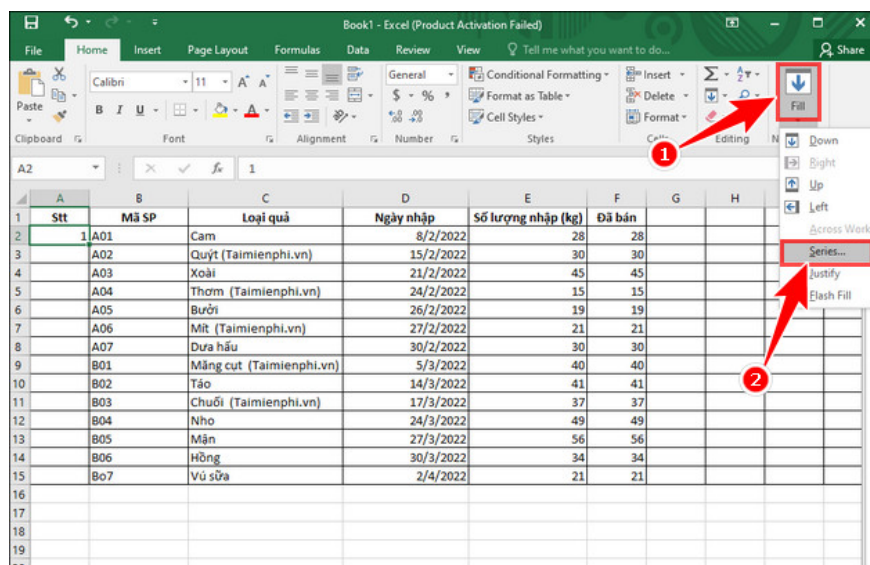 Book1 - Excel (Product Activation Failed)
File Home Insert Page Layout Formulas Data Review View Tell me what you want to do... Share
Paste
Calibri 11 A A
B I U A
General
$ - % ,
Conditional Formatting
Format as Table
Cell Styles
Insert
Delete
Format
Fill
Clipboard Font Alignment Number Styles Editing
1
Down
Right
Up
Left
Across Work
Series...
Justify
Flash Fill
2
A2 fx 1
A B C D E F G H
1 Stt Mã SP Loại quả Ngày nhập Số lượng nhập (kg) Đã bán
2 1 A01 Cam 8/2/2022 28 28
3 A02 Quýt (Taimienphi.vn) 15/2/2022 30 30
4 A03 Xoài 21/2/2022 45 45
5 A04 Thơm (Taimienphi.vn) 24/2/2022 15 15
6 A05 Bưởi 26/2/2022 19 19
7 A06 Mít (Taimienphi.vn) 27/2/2022 21 21
8 A07 Dưa hấu 30/2/2022 30 30
9 B01 Măng cụt (Taimienphi.vn) 5/3/2022 40 40
10 B02 Táo 14/3/2022 41 41
11 B03 Chuối (Taimienphi.vn) 17/3/2022 37 37
12 B04 Nho 24/3/2022 49 49
13 B05 Mận 27/3/2022 56 56
14 B06 Hồng 30/3/2022 34 34
15 Bo7 Vú sữa 2/4/2022 21 21
16
17
18
19